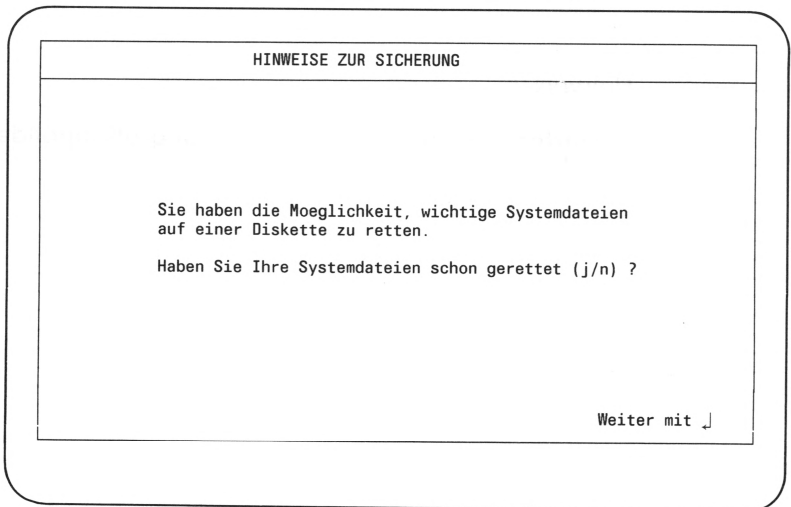 HINWEISE ZUR SICHERUNG
Sie haben die Moeglichkeit, wichtige Systemdateien
auf einer Diskette zu retten.
Haben Sie Ihre Systemdateien schon gerettet (j/n) ?
Weiter mit ↵